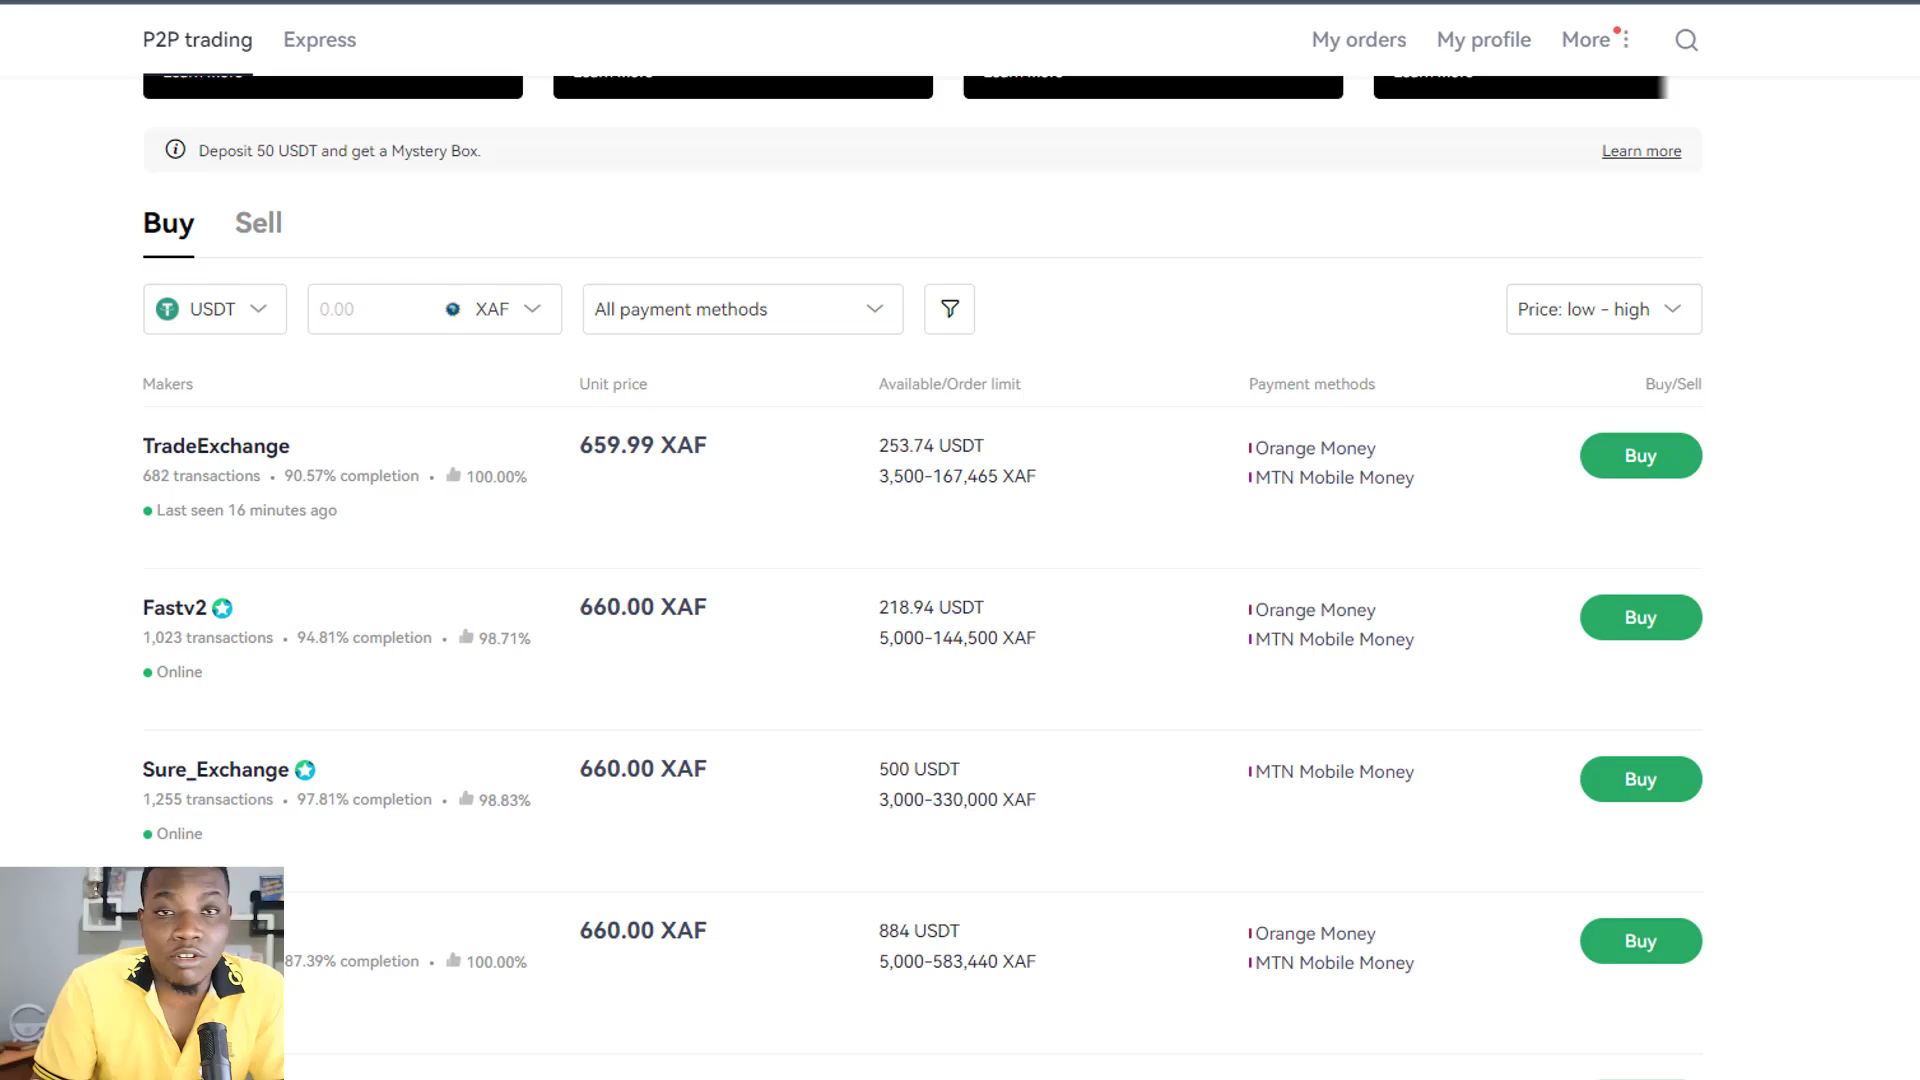 P2P trading Express My orders My profile More
Deposit 50 USDT and get a Mystery Box. Learn more
Buy Sell
USDT 0.00 XAF All payment methods Price: low - high
Makers Unit price Available/Order limit Payment methods Buy/Sell
TradeExchange 659.99 XAF 253.74 USDT Orange Money Buy
682 transactions • 90.57% completion • 100.00% 3,500-167,465 XAF MTN Mobile Money
Last seen 16 minutes ago
Fastv2 660.00 XAF 218.94 USDT Orange Money Buy
1,023 transactions • 94.81% completion • 98.71% 5,000-144,500 XAF MTN Mobile Money
Online
Sure_Exchange 660.00 XAF 500 USDT MTN Mobile Money Buy
1,255 transactions • 97.81% completion • 98.83% 3,000-330,000 XAF
Online
660.00 XAF 884 USDT Orange Money Buy
87.39% completion • 100.00% 5,000-583,440 XAF MTN Mobile Money